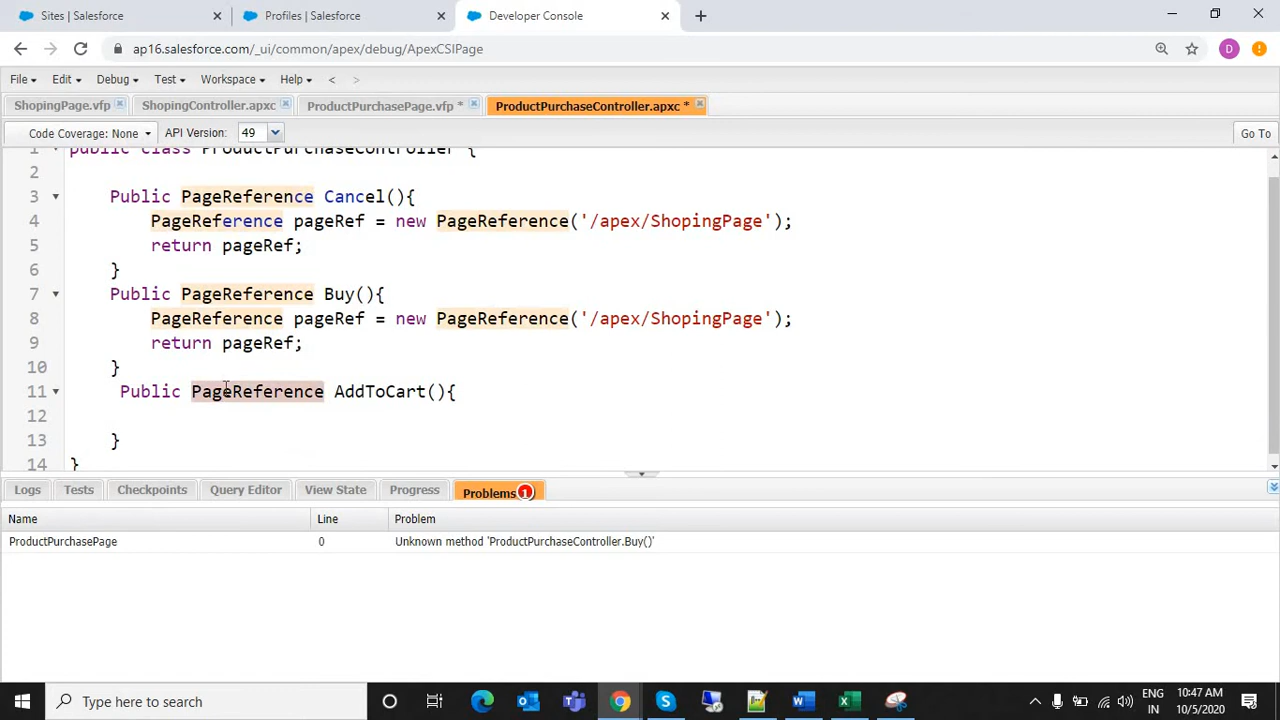 Sites | Salesforce
Profiles | Salesforce
Developer Console
ap16.salesforce.com/_ui/common/apex/debug/ApexCSIPage
D
File Edit Debug Test Workspace Help < >
ShopingPage.vfp
ShopingController.apxc
ProductPurchasePage.vfp *
ProductPurchaseController.apxc *
Code Coverage: None
API Version: 49
Go To
1 public class ProductPurchaseController {
2
3 Public PageReference Cancel(){
4 PageReference pageRef = new PageReference('/apex/ShopingPage');
5 return pageRef;
6 }
7 Public PageReference Buy(){
8 PageReference pageRef = new PageReference('/apex/ShopingPage');
9 return pageRef;
10 }
11 Public PageReference AddToCart(){
12
13 }
14 }
Logs Tests Checkpoints Query Editor View State Progress Problems 1
Name Line Problem
ProductPurchasePage 0 Unknown method 'ProductPurchaseController.Buy()'
Type here to search
ENG
IN
10:47 AM
10/5/2020